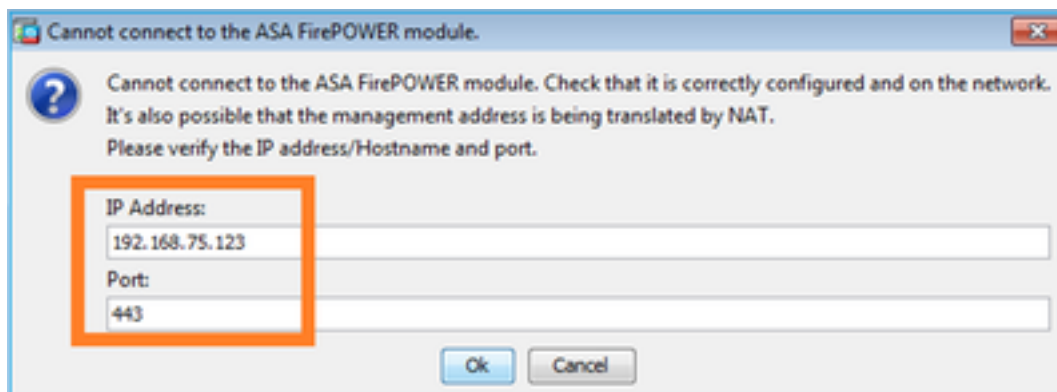 Cannot connect to the ASA FirePOWER module.
Cannot connect to the ASA FirePOWER module. Check that it is correctly configured and on the network.
It's also possible that the management address is being translated by NAT.
Please verify the IP address/Hostname and port.
IP Address:
192.168.75.123
Port:
443
Ok
Cancel